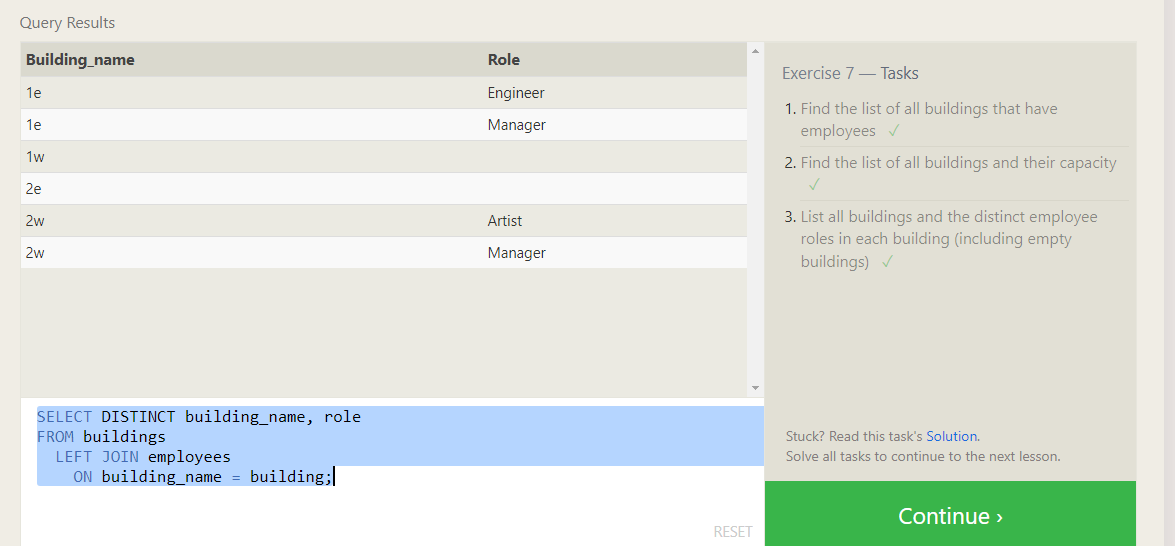 Query Results
Building_name Role
1e Engineer
1e Manager
1w
2e
2w Artist
2w Manager
SELECT DISTINCT building_name, role
FROM buildings
LEFT JOIN employees
ON building_name = building;
RESET
Exercise 7 — Tasks
1. Find the list of all buildings that have
employees ✓
2. Find the list of all buildings and their capacity
✓
3. List all buildings and the distinct employee
roles in each building (including empty
buildings) ✓
Stuck? Read this task's Solution.
Solve all tasks to continue to the next lesson.
Continue ›